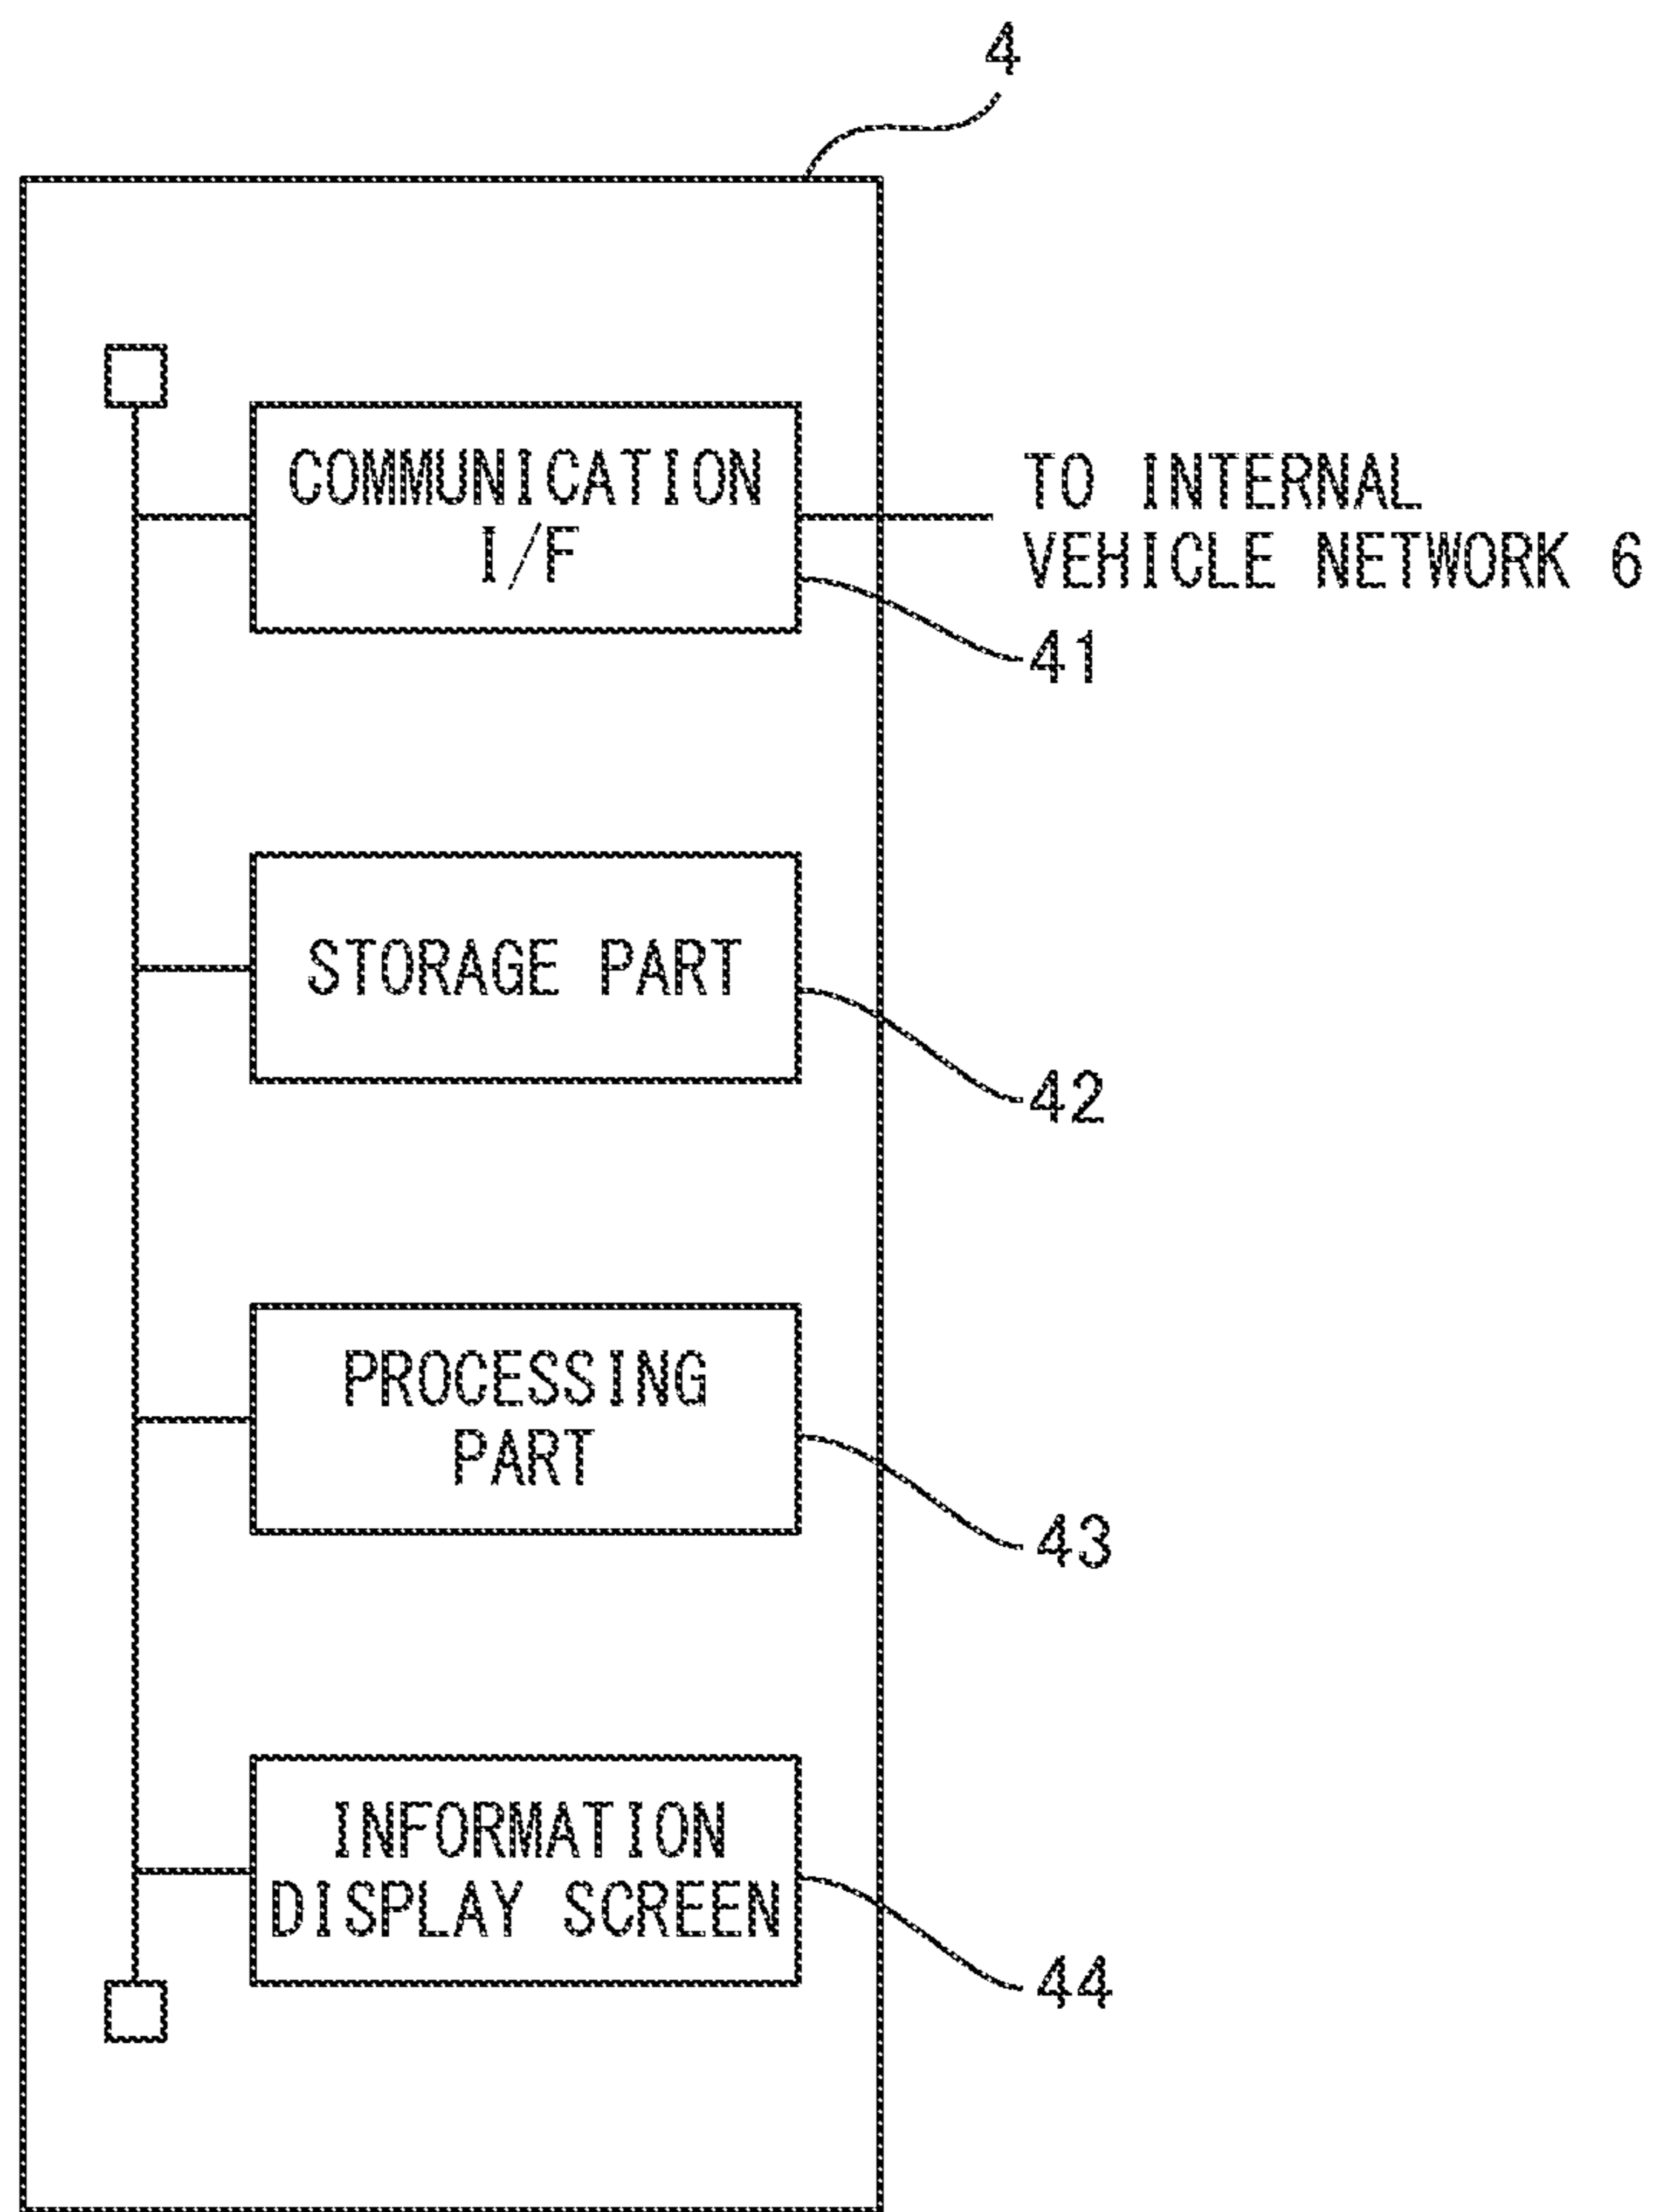 4
COMMUNICATION
I/F
TO INTERNAL
VEHICLE NETWORK 6
41
STORAGE PART
42
PROCESSING
PART
43
INFORMATION
DISPLAY SCREEN
44